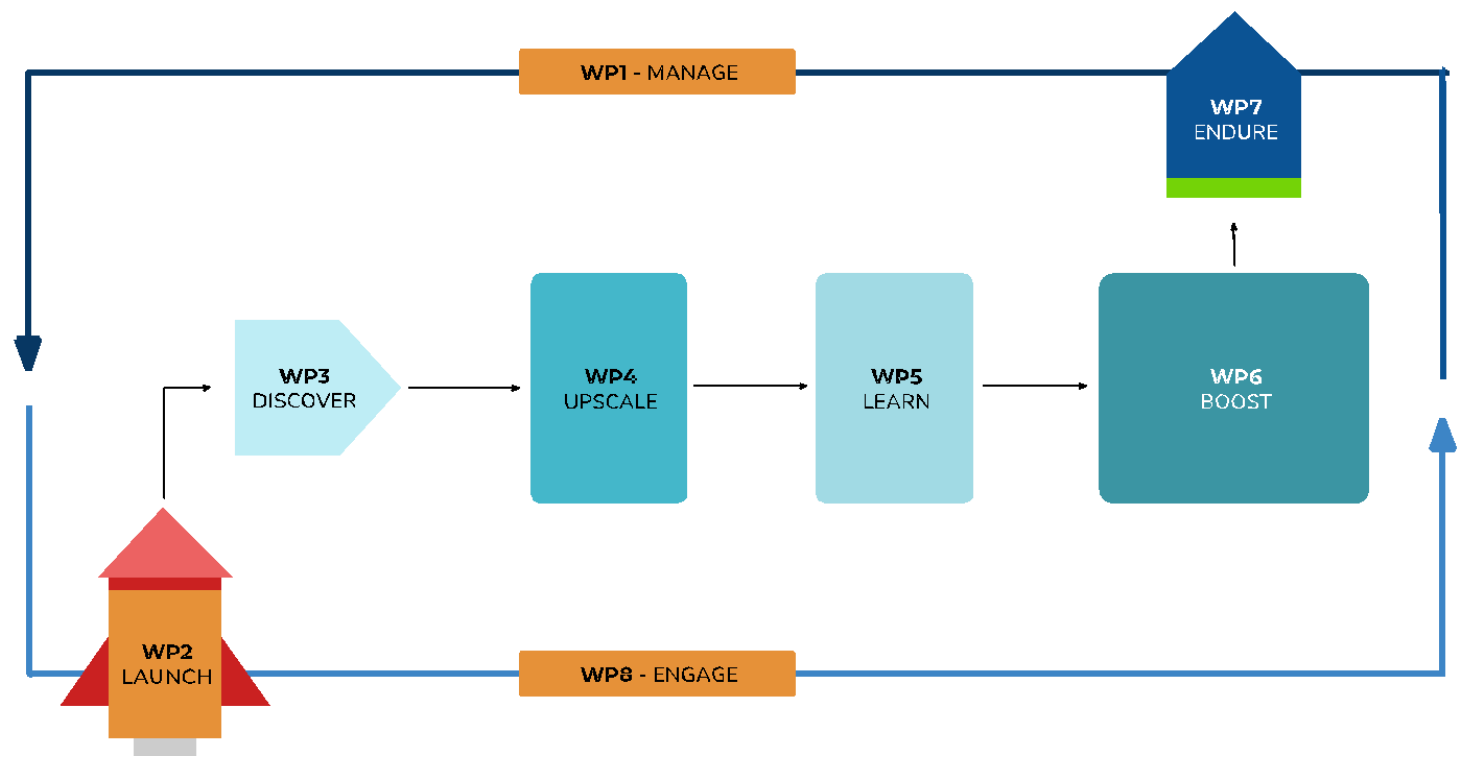 WP1 - MANAGE
WP7
ENDURE
WP3
DISCOVER
WP4
UPSCALE
WP5
LEARN
WP6
BOOST
WP2
LAUNCH
WP8 - ENGAGE